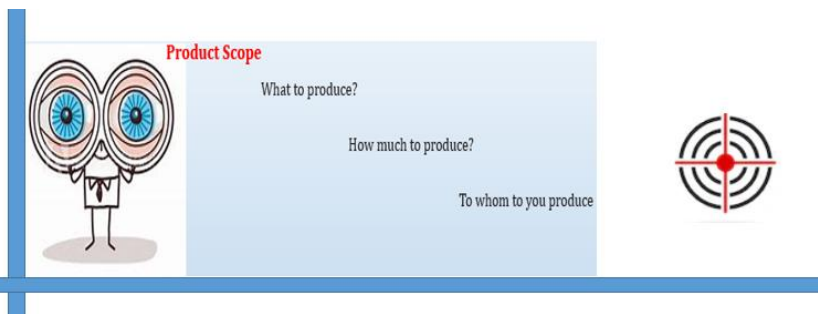 Product Scope
What to produce?
How much to produce?
To whom to you produce